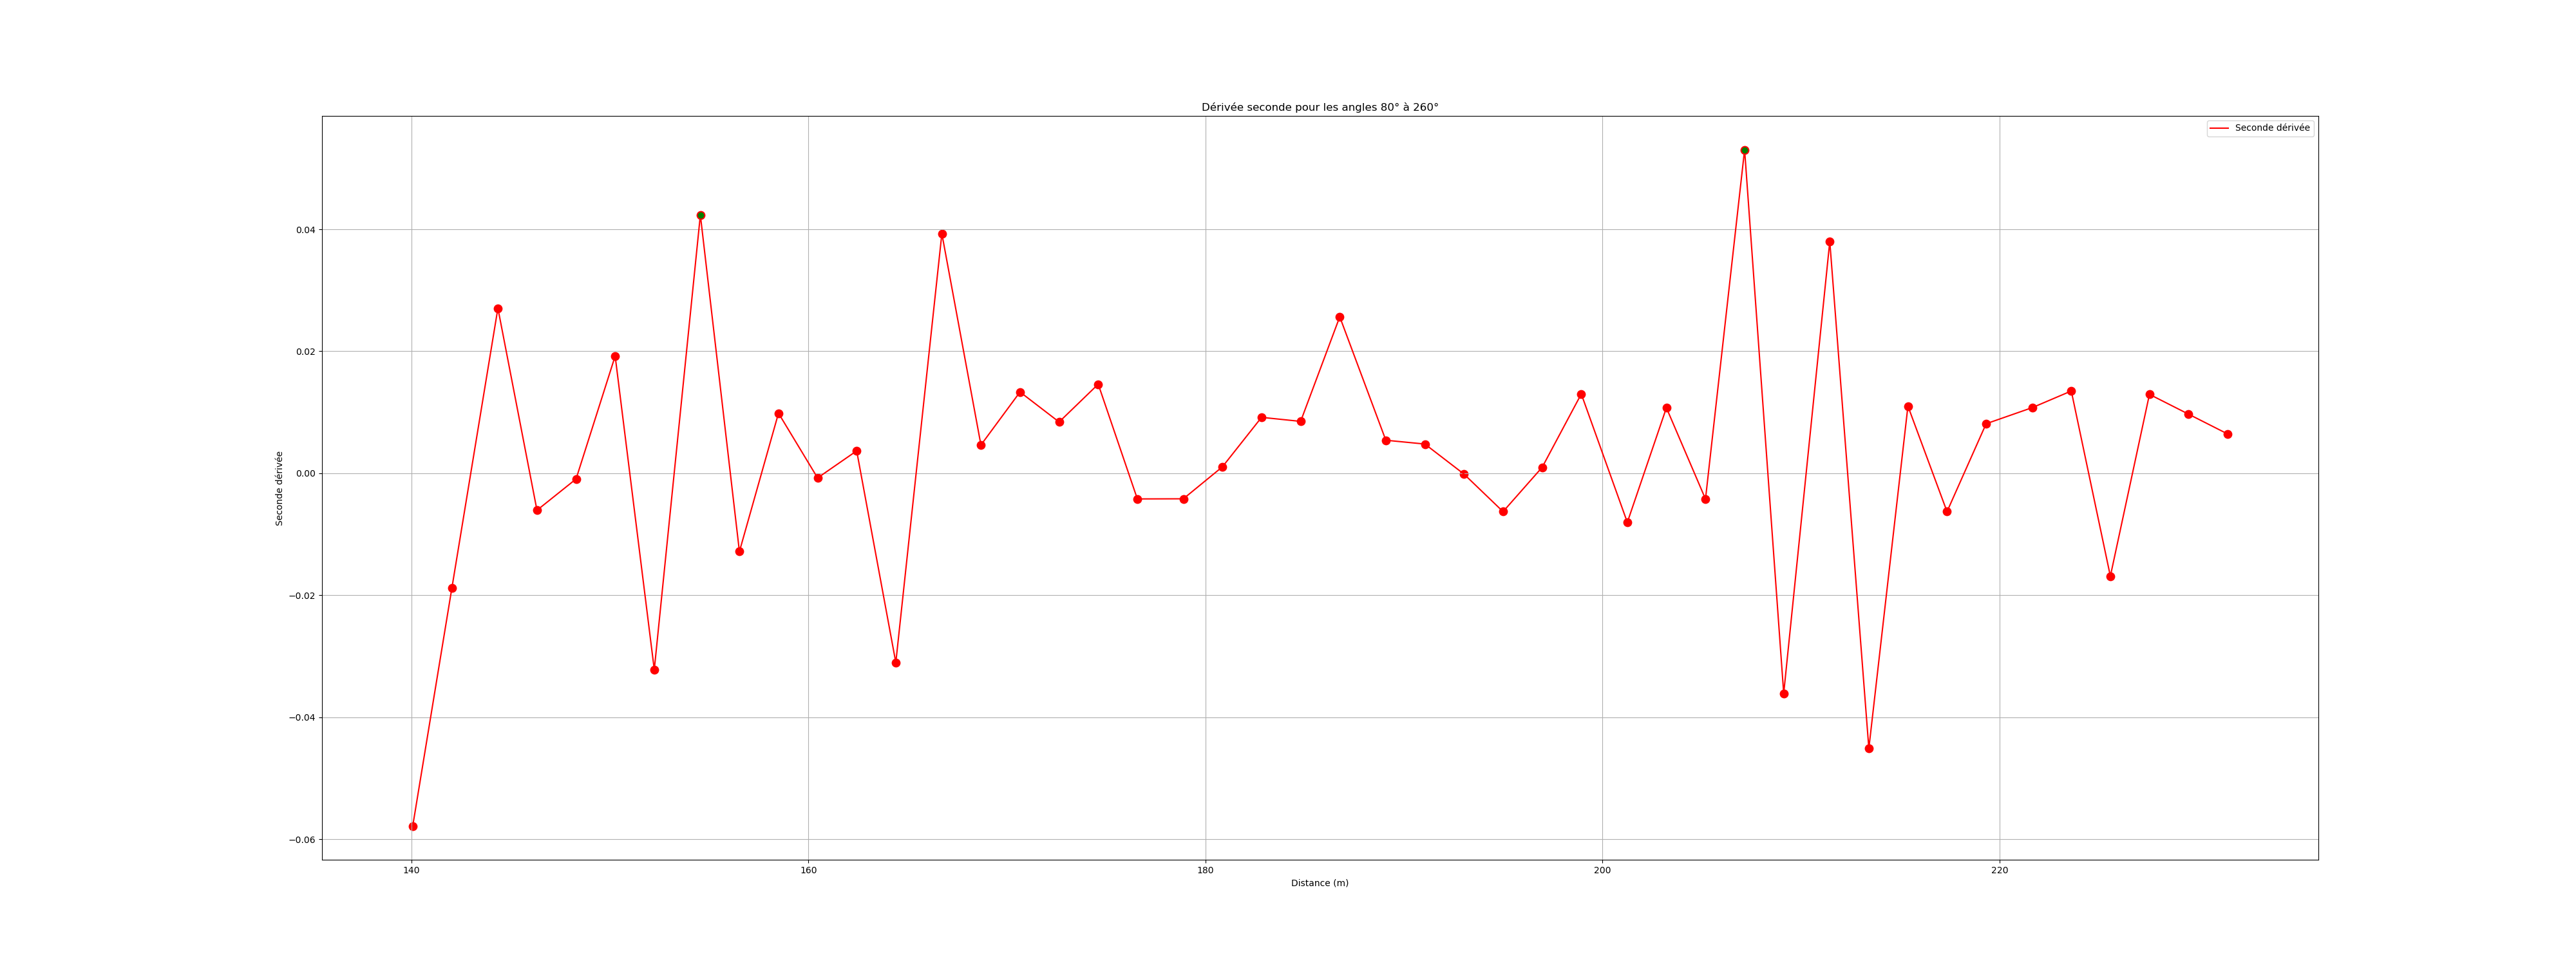 Dérivée seconde pour les angles 80° à 260°
Seconde dérivée
0.04
0.02
0.00
−0.02
−0.04
−0.06
Seconde dérivée
140
160
180
200
220
Distance (m)